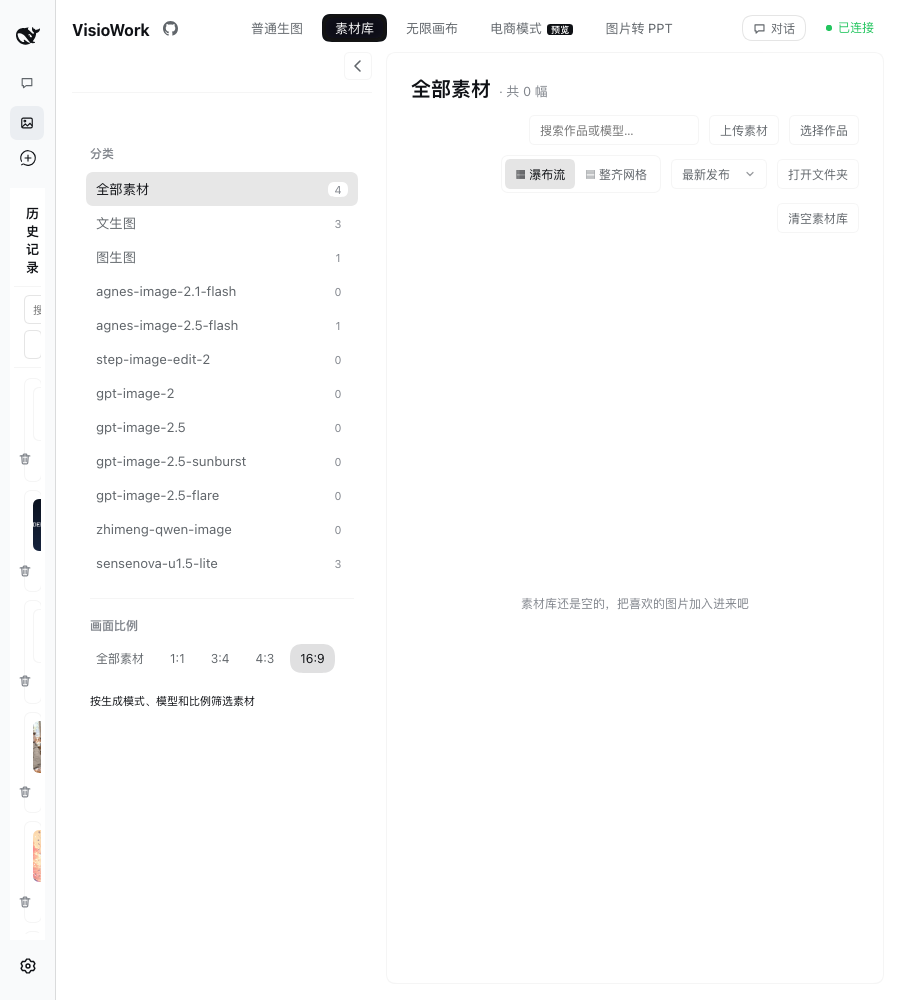 VisioWork
普通生图
素材库
无限画布
电商模式 预览
图片转 PPT
对话
已连接
历
史
记
录
搜
分类
全部素材 4
文生图 3
图生图 1
agnes-image-2.1-flash 0
agnes-image-2.5-flash 1
step-image-edit-2 0
gpt-image-2 0
gpt-image-2.5 0
gpt-image-2.5-sunburst 0
gpt-image-2.5-flare 0
zhimeng-qwen-image 0
sensenova-u1.5-lite 3
画面比例
全部素材 1:1 3:4 4:3 16:9
按生成模式、模型和比例筛选素材
全部素材 · 共 0 幅
搜索作品或模型...
上传素材
选择作品
瀑布流
整齐网格
最新发布
打开文件夹
清空素材库
素材库还是空的，把喜欢的图片加入进来吧